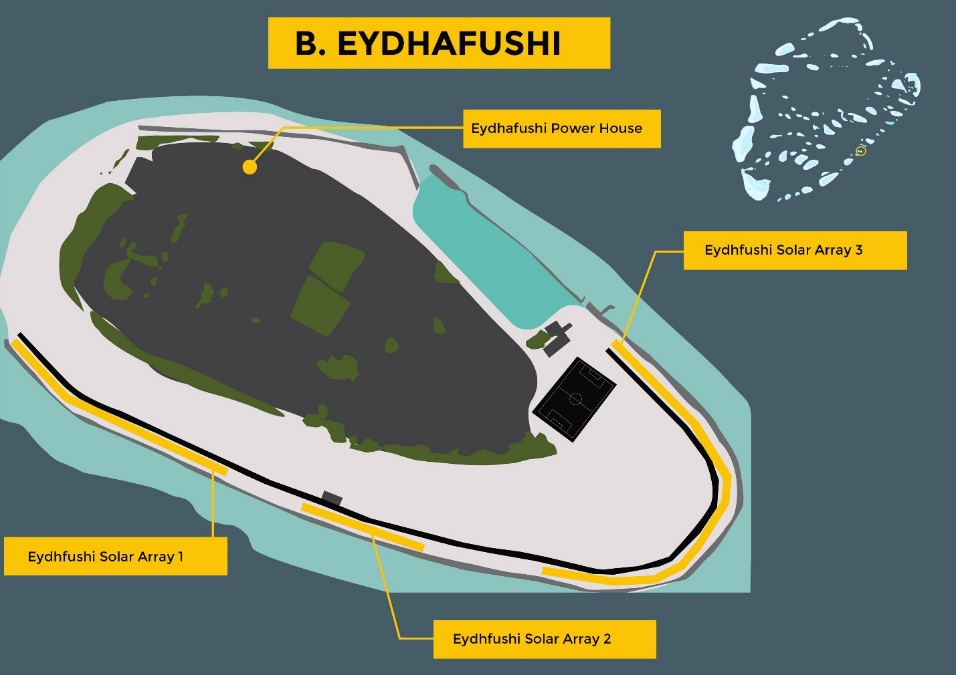 B. EYDHAFUSHI
Eydhafushi Power House
Eydhfushi Solar Array 3
Eydhfushi Solar Array 1
Eydhfushi Solar Array 2